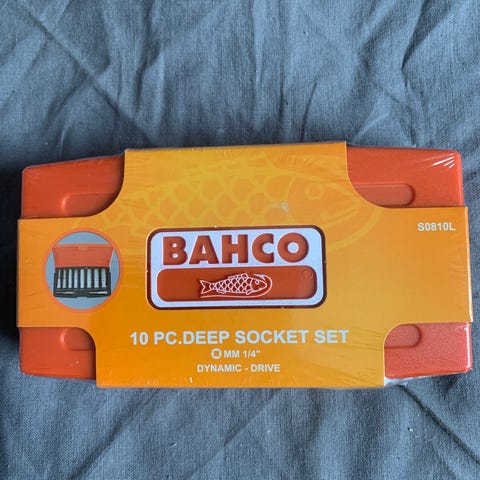 S0810L
BAHCO
®
10 PC.DEEP SOCKET SET
MM 1/4"
DYNAMIC - DRIVE